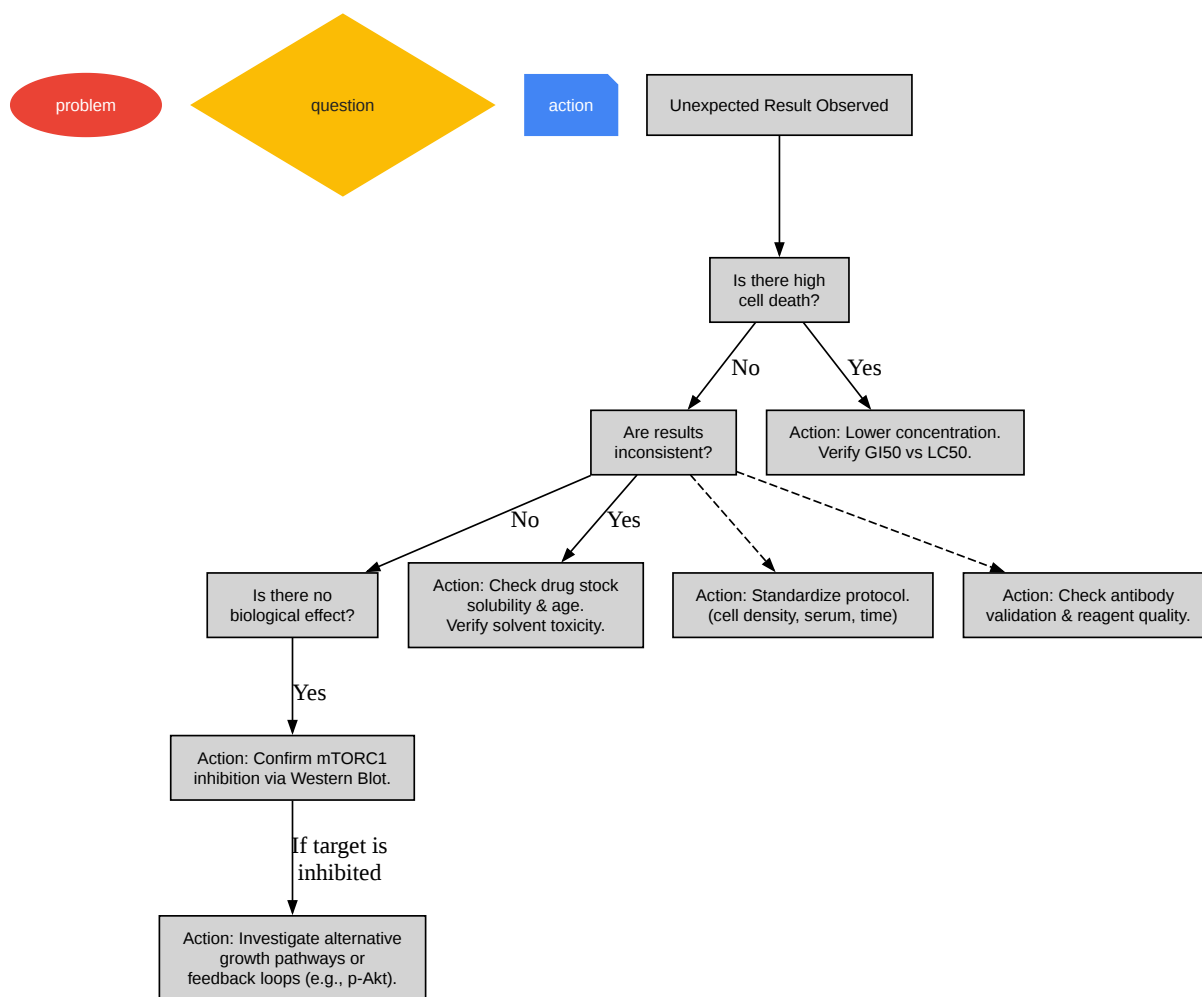 problem
question
action
Unexpected Result Observed
Is there high
cell death?
No
Yes
Are results
inconsistent?
Action: Lower concentration.
Verify GI50 vs LC50.
No
Yes
Is there no
biological effect?
Action: Check drug stock
solubility & age.
Verify solvent toxicity.
Action: Standardize protocol.
(cell density, serum, time)
Action: Check antibody
validation & reagent quality.
Yes
Action: Confirm mTORC1
inhibition via Western Blot.
If target is
inhibited
Action: Investigate alternative
growth pathways or
feedback loops (e.g., p-Akt).